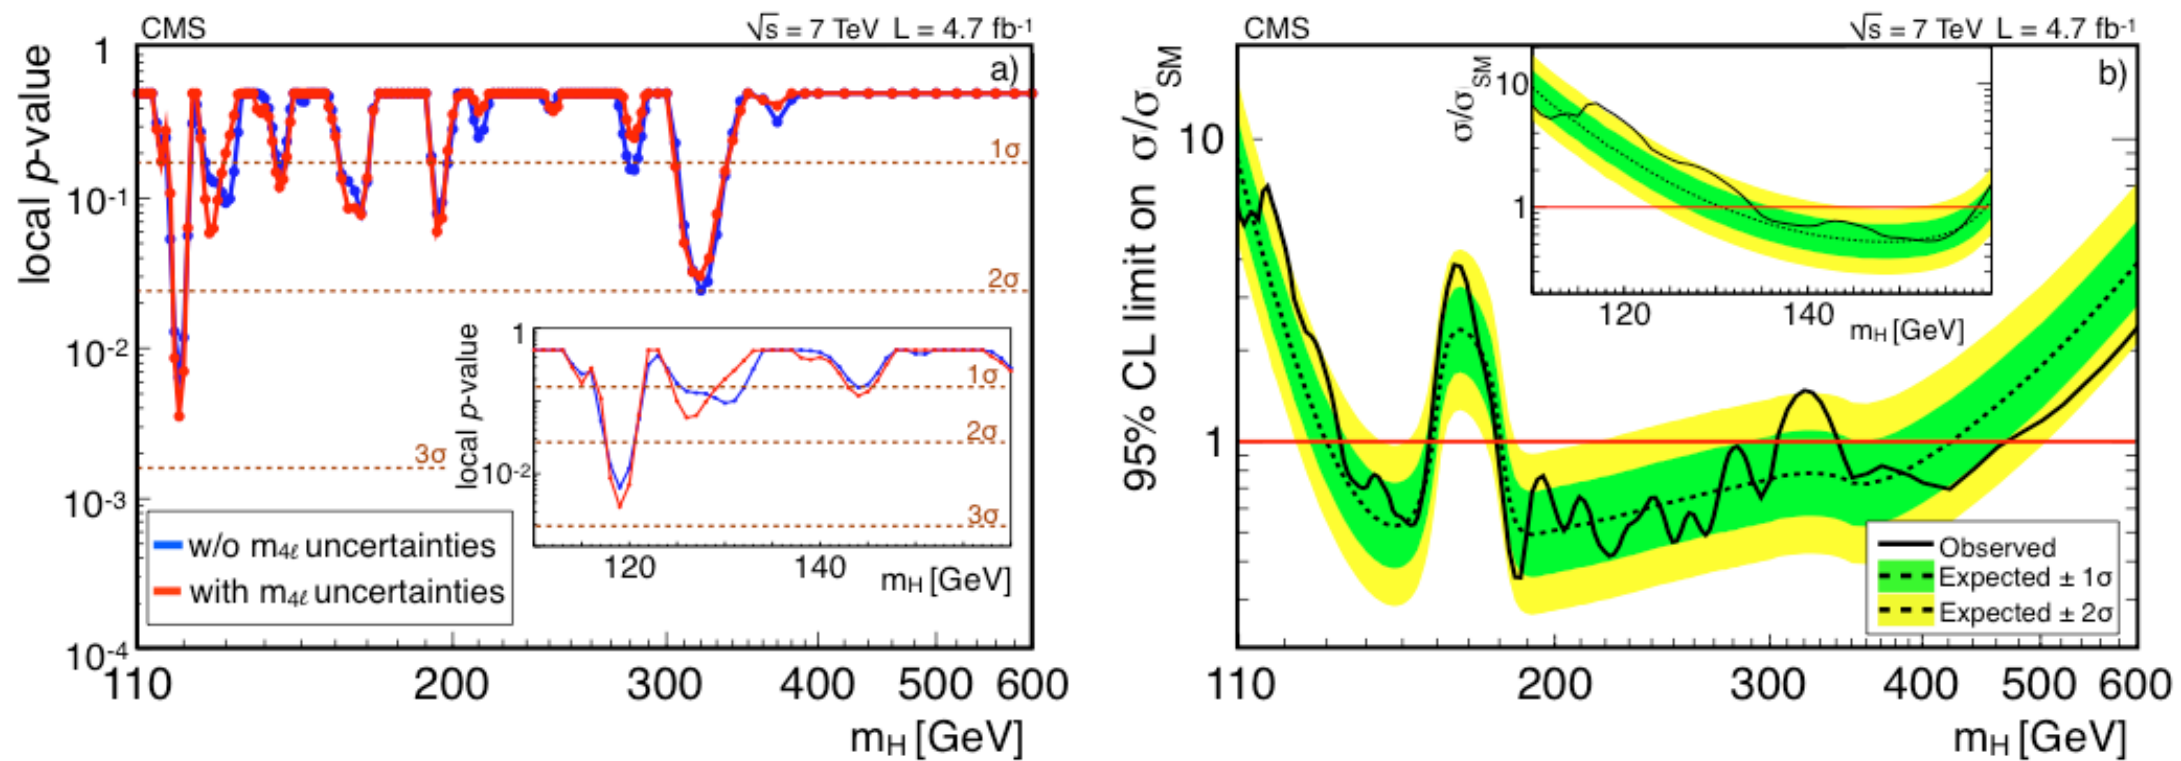 CMS √s = 7 TeV L = 4.7 fb-1
a)
local p-value
1
10-1
10-2
10-3
10-4
1σ
2σ
3σ
local p-value
1
10-2
1σ
2σ
3σ
120 140
mH [GeV]
w/o m4ℓ uncertainties
with m4ℓ uncertainties
110 200 300 400 500 600
mH [GeV]
CMS √s = 7 TeV L = 4.7 fb-1
b)
95% CL limit on σ/σSM
10
1
σ/σSM
10
1
120 140
mH [GeV]
Observed
Expected ± 1σ
Expected ± 2σ
110 200 300 400 500 600
mH [GeV]